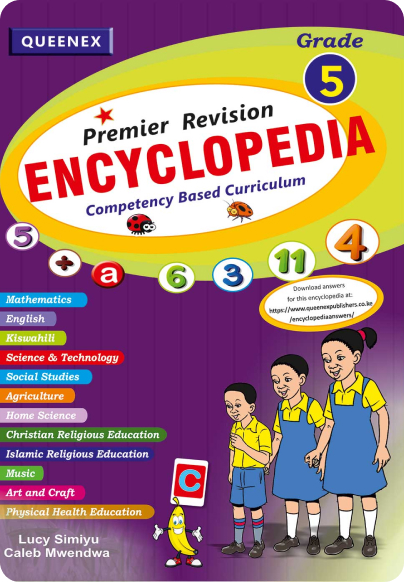 QUEENEX
Grade
5
Premier Revision
ENCYCLOPEDIA
Competency Based Curriculum
5
+
a
6
3
11
4
Download answers
for this encyclopedia at:
https://www.queenexpublishers.co.ke
/encyclopediaanswers/
Mathematics
English
Kiswahili
Science & Technology
Social Studies
Agriculture
Home Science
Christian Religious Education
Islamic Religious Education
Music
Art and Craft
Physical Health Education
C
Lucy Simiyu
Caleb Mwendwa